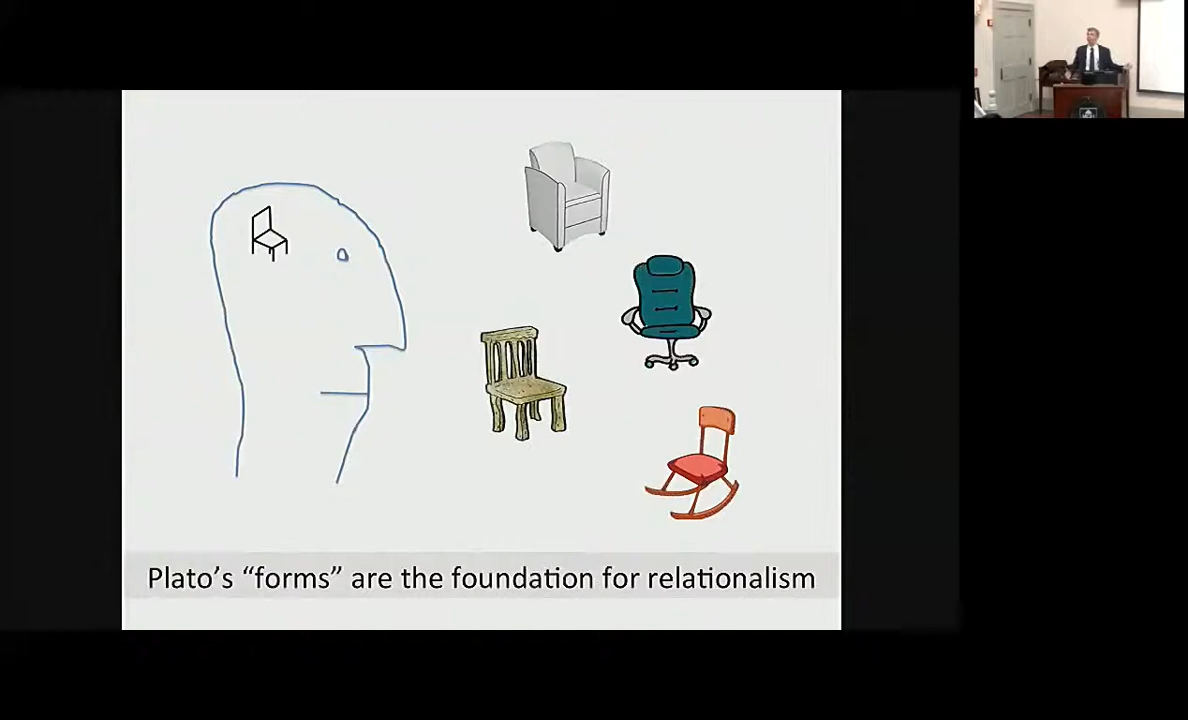 Plato's “forms” are the foundation for relationalism